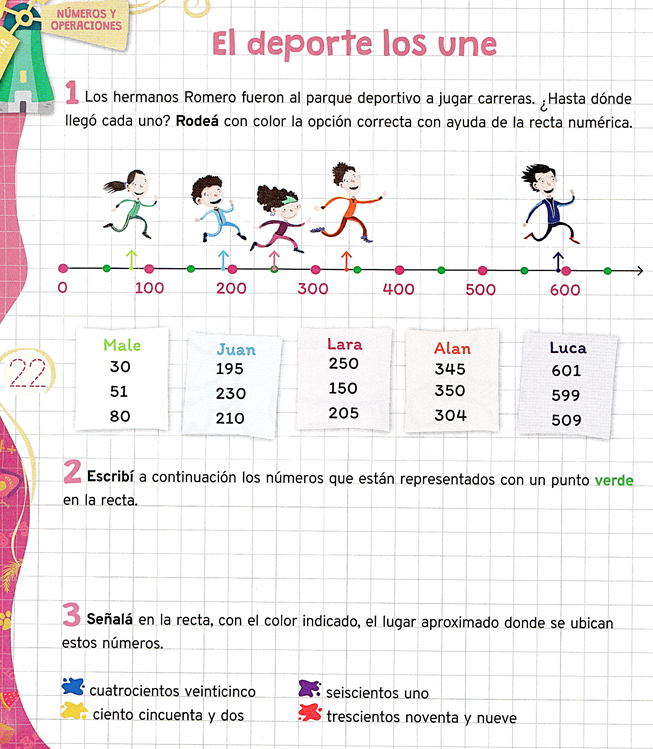 NÚMEROS Y
OPERACIONES
El deporte los une
1 Los hermanos Romero fueron al parque deportivo a jugar carreras. ¿Hasta dónde
llegó cada uno? Rodeá con color la opción correcta con ayuda de la recta numérica.
0 100 200 300 400 500 600
Male
30
51
80
Juan
195
230
210
Lara
250
150
205
Alan
345
350
304
Luca
601
599
509
22
2 Escribí a continuación los números que están representados con un punto verde
en la recta.
3 Señalá en la recta, con el color indicado, el lugar aproximado donde se ubican
estos números.
cuatrocientos veinticinco
seiscientos uno
ciento cincuenta y dos
trescientos noventa y nueve